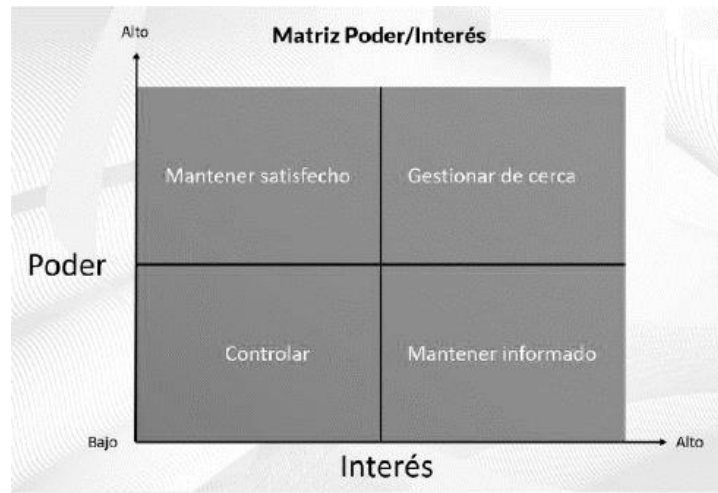 Matriz Poder/Interés
Alto
Mantener satisfecho
Gestionar de cerca
Poder
Controlar
Mantener informado
Bajo
Alto
Interés